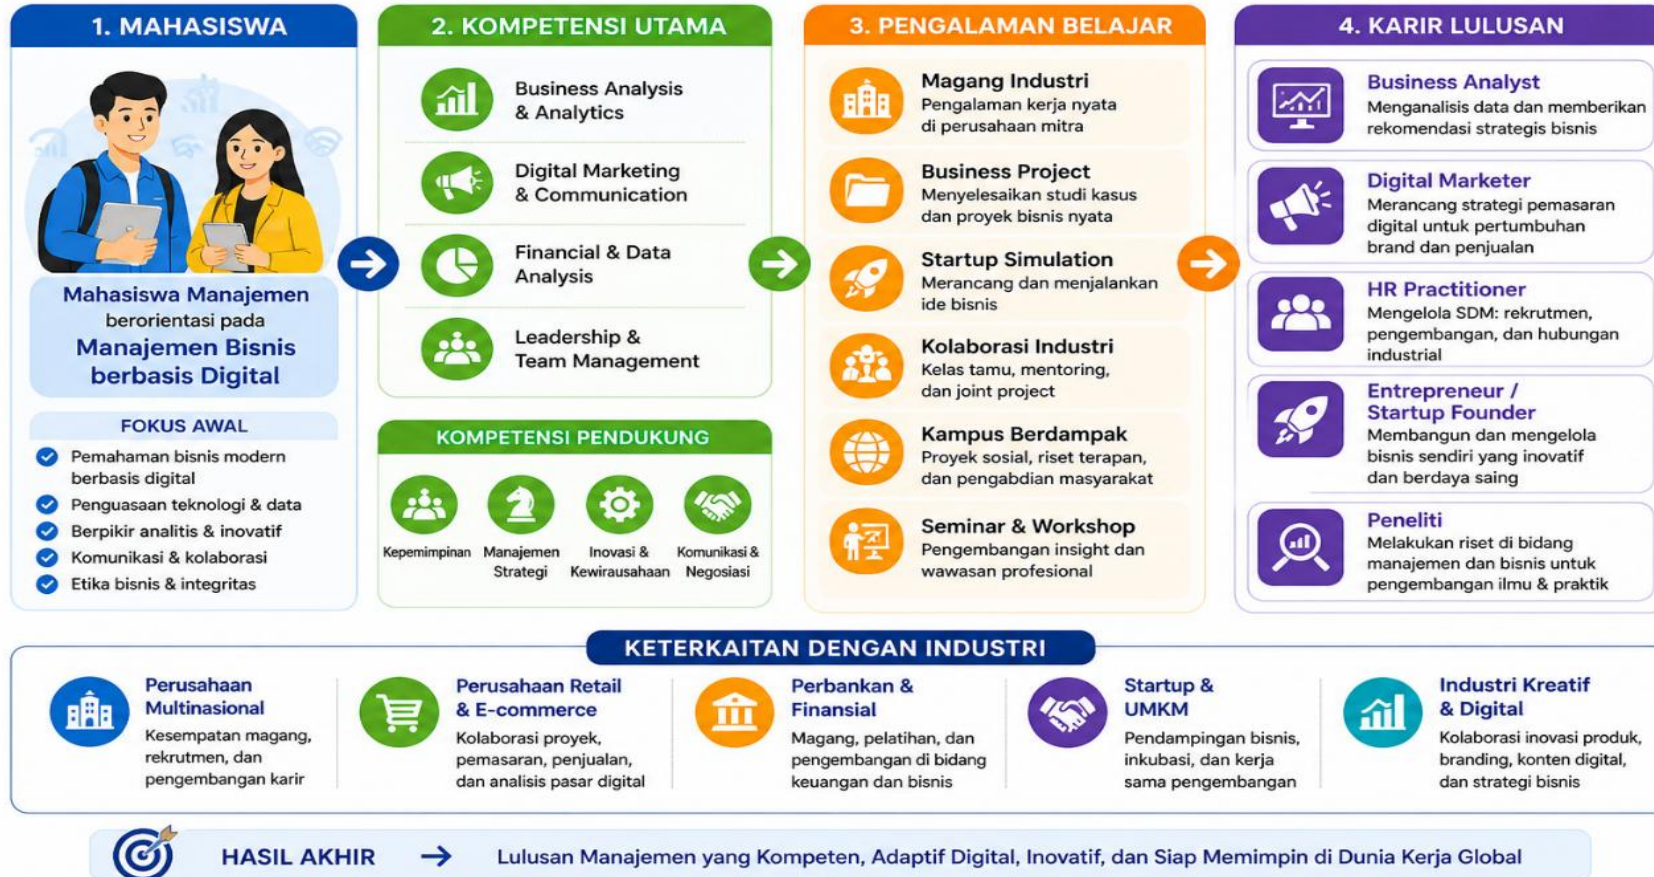 1. MAHASISWA
Mahasiswa Manajemen
berorientasi pada
Manajemen Bisnis
berbasis Digital
FOKUS AWAL
Pemahaman bisnis modern
berbasis digital
Penguasaan teknologi & data
Berpikir analitis & inovatif
Komunikasi & kolaborasi
Etika bisnis & integritas
2. KOMPETENSI UTAMA
Business Analysis
& Analytics
Digital Marketing
& Communication
Financial & Data
Analysis
Leadership &
Team Management
KOMPETENSI PENDUKUNG
Kepemimpinan
Manajemen
Strategi
Inovasi &
Kewirausahaan
Komunikasi &
Negosiasi
3. PENGALAMAN BELAJAR
Magang Industri
Pengalaman kerja nyata
di perusahaan mitra
Business Project
Menyelesaikan studi kasus
dan proyek bisnis nyata
Startup Simulation
Merancang dan menjalankan
ide bisnis
Kolaborasi Industri
Kelas tamu, mentoring,
dan joint project
Kampus Berdampak
Proyek sosial, riset terapan,
dan pengabdian masyarakat
Seminar & Workshop
Pengembangan insight dan
wawasan profesional
4. KARIR LULUSAN
Business Analyst
Menganalisis data dan memberikan
rekomendasi strategis bisnis
Digital Marketer
Merancang strategi pemasaran
digital untuk pertumbuhan
brand dan penjualan
HR Practitioner
Mengelola SDM: rekrutmen,
pengembangan, dan hubungan
industrial
Entrepreneur /
Startup Founder
Membangun dan mengelola
bisnis sendiri yang inovatif
dan berdaya saing
Peneliti
Melakukan riset di bidang
manajemen dan bisnis untuk
pengembangan ilmu & praktik
KETERKAITAN DENGAN INDUSTRI
Perusahaan
Multinasional
Kesempatan magang,
rekrutmen, dan
pengembangan karir
Perusahaan Retail
& E-commerce
Kolaborasi proyek,
pemasaran, penjualan,
dan analisis pasar digital
Perbankan &
Finansial
Magang, pelatihan, dan
pengembangan di bidang
keuangan dan bisnis
Startup &
UMKM
Pendampingan bisnis,
inkubasi, dan kerja
sama pengembangan
Industri Kreatif
& Digital
Kolaborasi inovasi produk,
branding, konten digital,
dan strategi bisnis
HASIL AKHIR → Lulusan Manajemen yang Kompeten, Adaptif Digital, Inovatif, dan Siap Memimpin di Dunia Kerja Global